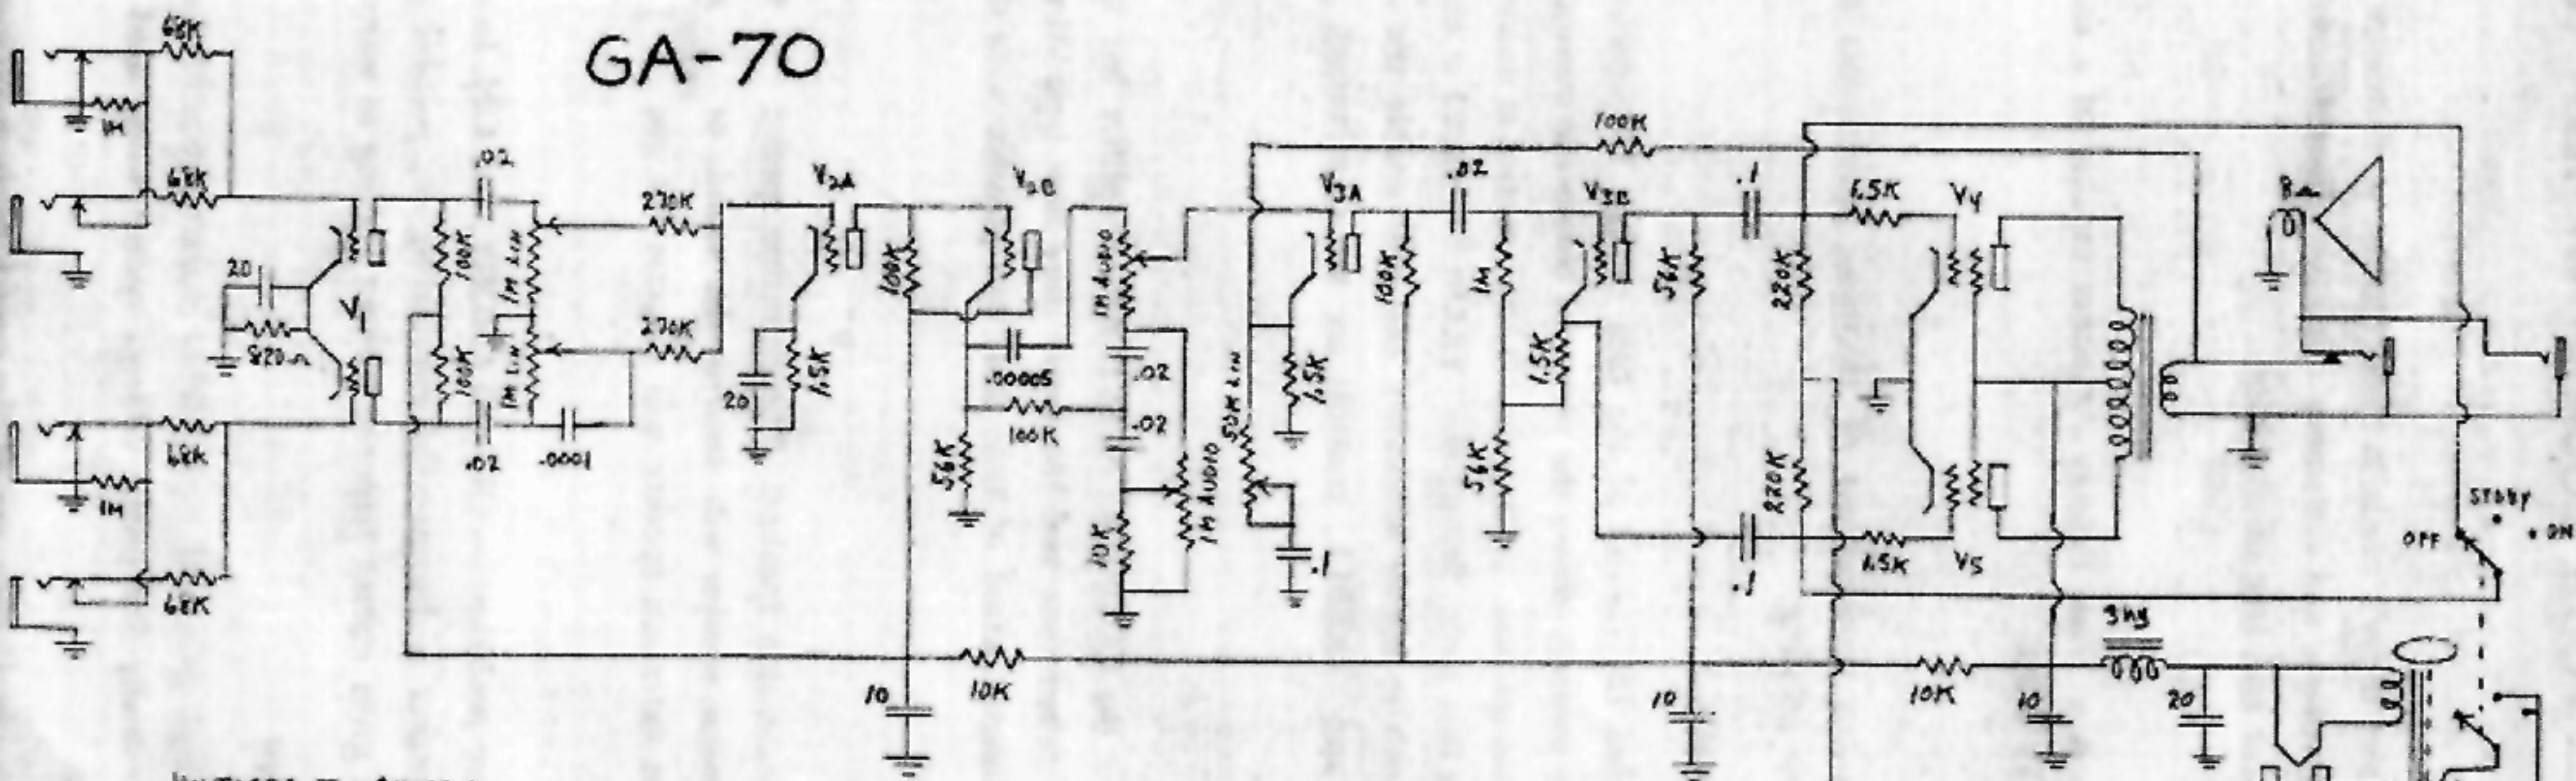 GA-70
68K
1M
68K
20
V1
820Ω
68K
1M
68K
.02
100K
1M LIN
100K
1M LIN
.02
.0001
270K
270K
V2A
20
1.5K
100K
V2B
.00005
100K
56K
1M AUDIO
.02
.02
10K
1M AUDIO
50K LIN
V3A
1.5K
.1
100K
100K
.02
1M
V3B
1.5K
56K
56K
.1
220K
220K
.1
1.5K
V4
1.5K
V5
8Ω
STDBY
OFF
ON
10
10K
10
10K
10
3hy
20